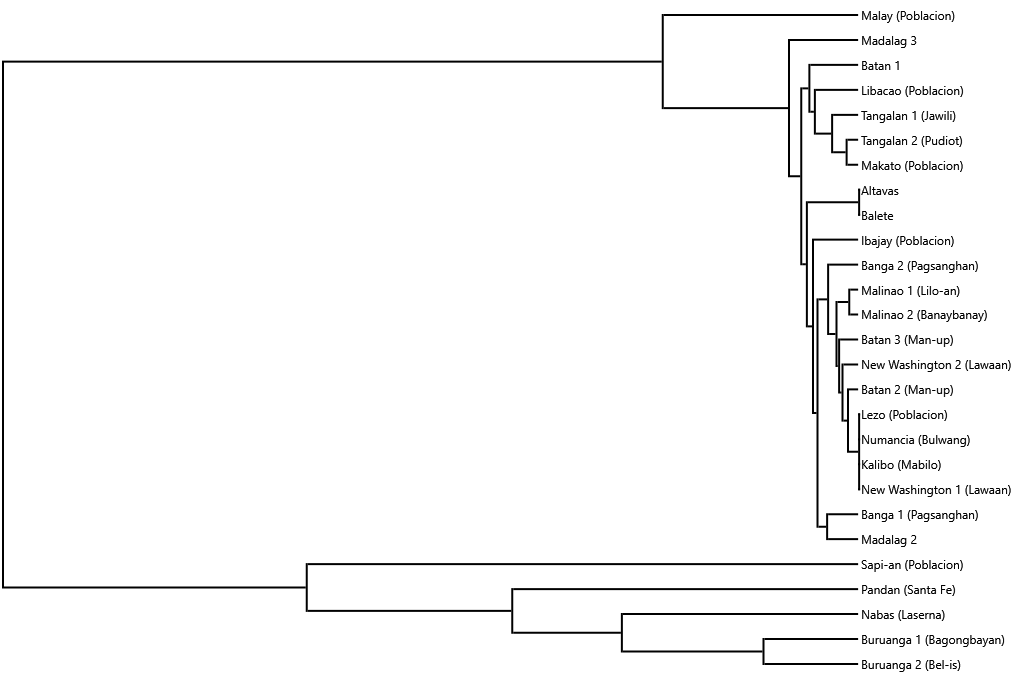 Malay (Poblacion)
Madalag 3
Batan 1
Libacao (Poblacion)
Tangalan 1 (Jawili)
Tangalan 2 (Pudiot)
Makato (Poblacion)
Altavas
Balete
Ibajay (Poblacion)
Banga 2 (Pagsanghan)
Malinao 1 (Lilo-an)
Malinao 2 (Banaybanay)
Batan 3 (Man-up)
New Washington 2 (Lawaan)
Batan 2 (Man-up)
Lezo (Poblacion)
Numancia (Bulwang)
Kalibo (Mabilo)
New Washington 1 (Lawaan)
Banga 1 (Pagsanghan)
Madalag 2
Sapi-an (Poblacion)
Pandan (Santa Fe)
Nabas (Laserna)
Buruanga 1 (Bagongbayan)
Buruanga 2 (Bel-is)